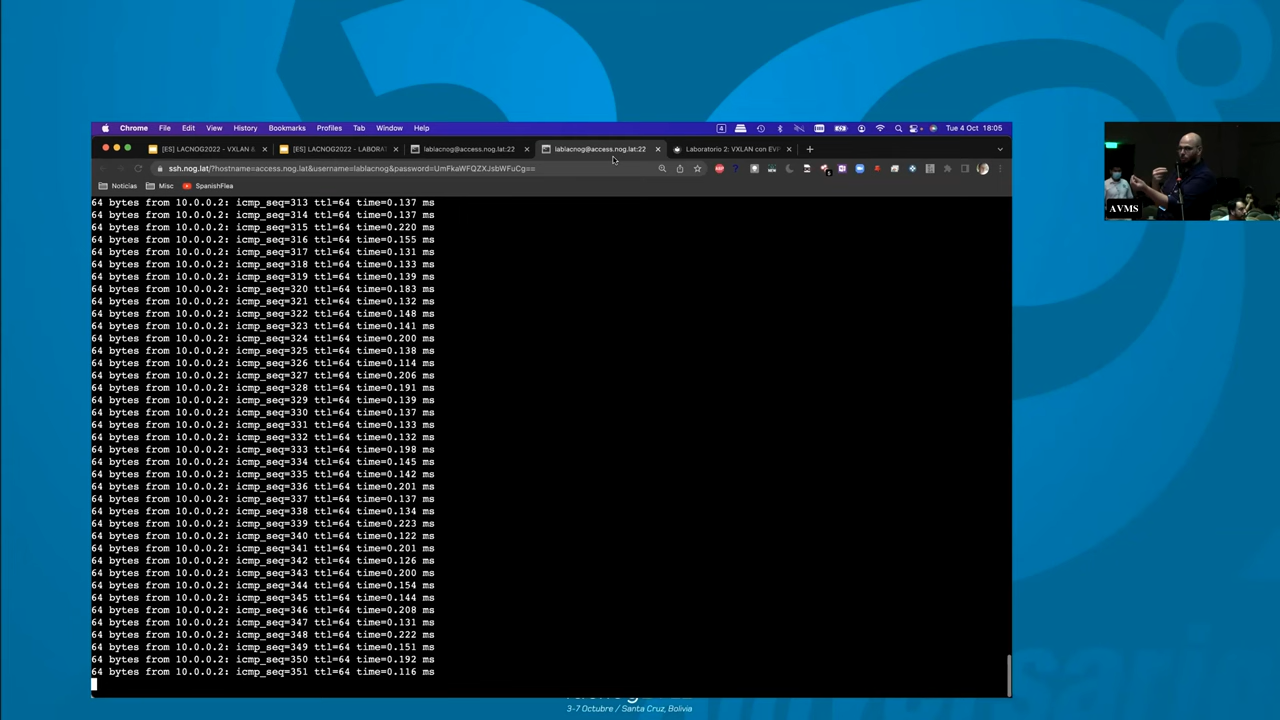 Chrome File Edit View History Bookmarks Profiles Tab Window Help
4
Tue 4 Oct 18:05
[ES] LACNOG2022 - VXLAN &
[ES] LACNOG2022 - LABORAT
lablacnog@access.nog.lat:22
lablacnog@access.nog.lat:22
Laboratorio 2: VXLAN con EVP
ssh.nog.lat/?hostname=access.nog.lat&username=lablacnog&password=UmFkaWFQZXJsbWFuCg==
Noticias Misc SpanishFlea
64 bytes from 10.0.0.2: icmp_seq=313 ttl=64 time=0.137 ms
64 bytes from 10.0.0.2: icmp_seq=314 ttl=64 time=0.137 ms
64 bytes from 10.0.0.2: icmp_seq=315 ttl=64 time=0.220 ms
64 bytes from 10.0.0.2: icmp_seq=316 ttl=64 time=0.155 ms
64 bytes from 10.0.0.2: icmp_seq=317 ttl=64 time=0.131 ms
64 bytes from 10.0.0.2: icmp_seq=318 ttl=64 time=0.133 ms
64 bytes from 10.0.0.2: icmp_seq=319 ttl=64 time=0.139 ms
64 bytes from 10.0.0.2: icmp_seq=320 ttl=64 time=0.183 ms
64 bytes from 10.0.0.2: icmp_seq=321 ttl=64 time=0.132 ms
64 bytes from 10.0.0.2: icmp_seq=322 ttl=64 time=0.148 ms
64 bytes from 10.0.0.2: icmp_seq=323 ttl=64 time=0.141 ms
64 bytes from 10.0.0.2: icmp_seq=324 ttl=64 time=0.200 ms
64 bytes from 10.0.0.2: icmp_seq=325 ttl=64 time=0.138 ms
64 bytes from 10.0.0.2: icmp_seq=326 ttl=64 time=0.114 ms
64 bytes from 10.0.0.2: icmp_seq=327 ttl=64 time=0.206 ms
64 bytes from 10.0.0.2: icmp_seq=328 ttl=64 time=0.191 ms
64 bytes from 10.0.0.2: icmp_seq=329 ttl=64 time=0.139 ms
64 bytes from 10.0.0.2: icmp_seq=330 ttl=64 time=0.137 ms
64 bytes from 10.0.0.2: icmp_seq=331 ttl=64 time=0.133 ms
64 bytes from 10.0.0.2: icmp_seq=332 ttl=64 time=0.132 ms
64 bytes from 10.0.0.2: icmp_seq=333 ttl=64 time=0.198 ms
64 bytes from 10.0.0.2: icmp_seq=334 ttl=64 time=0.145 ms
64 bytes from 10.0.0.2: icmp_seq=335 ttl=64 time=0.142 ms
64 bytes from 10.0.0.2: icmp_seq=336 ttl=64 time=0.201 ms
64 bytes from 10.0.0.2: icmp_seq=337 ttl=64 time=0.137 ms
64 bytes from 10.0.0.2: icmp_seq=338 ttl=64 time=0.134 ms
64 bytes from 10.0.0.2: icmp_seq=339 ttl=64 time=0.223 ms
64 bytes from 10.0.0.2: icmp_seq=340 ttl=64 time=0.122 ms
64 bytes from 10.0.0.2: icmp_seq=341 ttl=64 time=0.201 ms
64 bytes from 10.0.0.2: icmp_seq=342 ttl=64 time=0.126 ms
64 bytes from 10.0.0.2: icmp_seq=343 ttl=64 time=0.200 ms
64 bytes from 10.0.0.2: icmp_seq=344 ttl=64 time=0.154 ms
64 bytes from 10.0.0.2: icmp_seq=345 ttl=64 time=0.144 ms
64 bytes from 10.0.0.2: icmp_seq=346 ttl=64 time=0.208 ms
64 bytes from 10.0.0.2: icmp_seq=347 ttl=64 time=0.131 ms
64 bytes from 10.0.0.2: icmp_seq=348 ttl=64 time=0.222 ms
64 bytes from 10.0.0.2: icmp_seq=349 ttl=64 time=0.151 ms
64 bytes from 10.0.0.2: icmp_seq=350 ttl=64 time=0.192 ms
64 bytes from 10.0.0.2: icmp_seq=351 ttl=64 time=0.116 ms
AVMS
3-7 Octubre / Santa Cruz, Bolivia